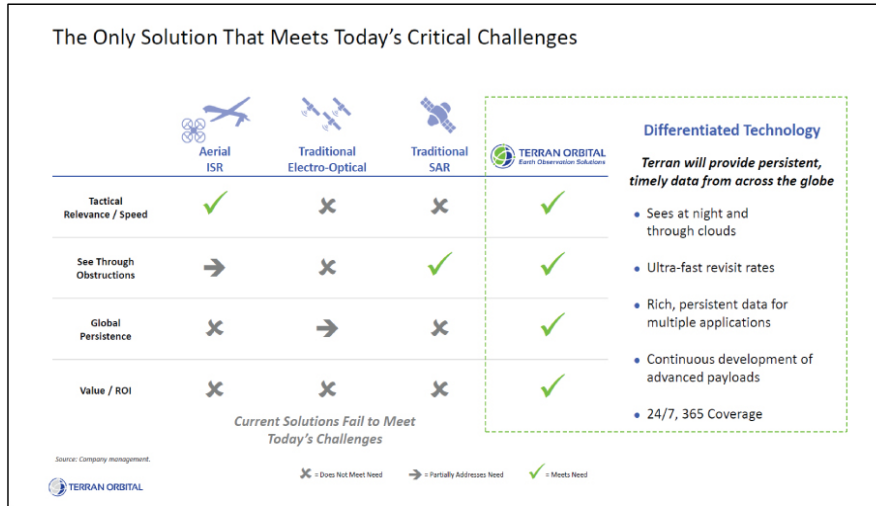 The Only Solution That Meets Today's Critical Challenges
Aerial
ISR
Traditional
Electro-Optical
Traditional
SAR
TERRAN ORBITAL
Earth Observation Solutions
Tactical
Relevance / Speed
See Through
Obstructions
Global
Persistence
Value / ROI
Current Solutions Fail to Meet
Today's Challenges
Differentiated Technology
Terran will provide persistent,
timely data from across the globe
• Sees at night and
through clouds
• Ultra-fast revisit rates
• Rich, persistent data for
multiple applications
• Continuous development of
advanced payloads
• 24/7, 365 Coverage
Source: Company management.
= Does Not Meet Need
= Partially Addresses Need
= Meets Need
TERRAN ORBITAL